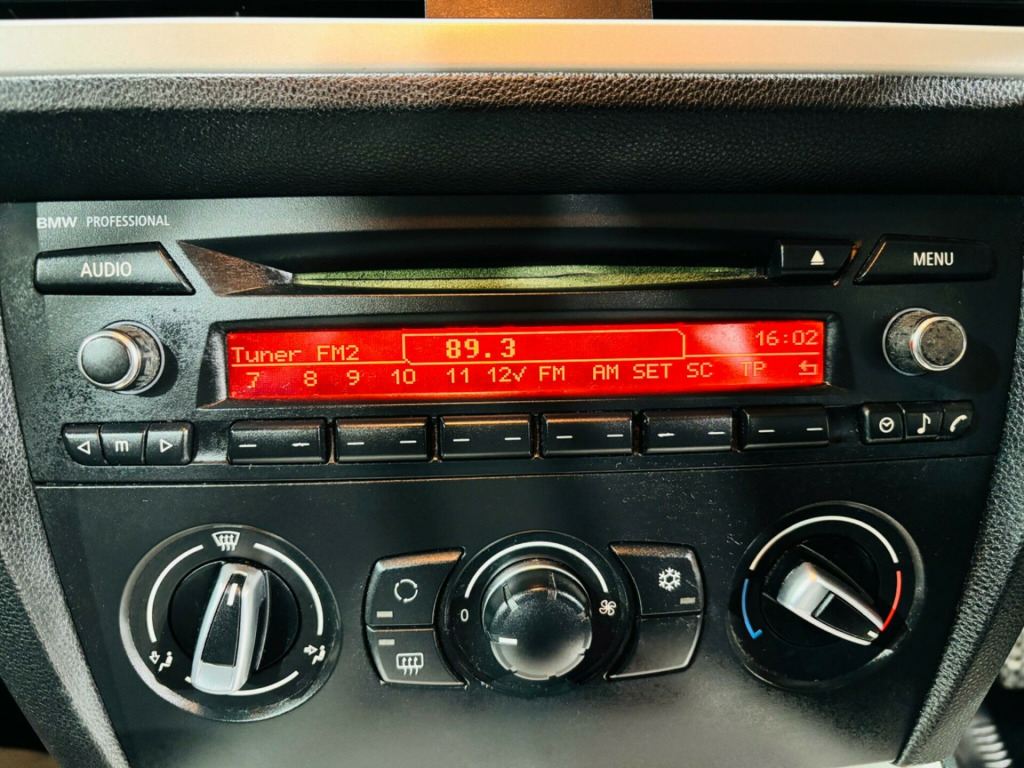 BMW PROFESSIONAL
AUDIO
MENU
Tuner FM2 89.3 16:02
7 8 9 10 11 12√ FM AM SET SC TP
m
0